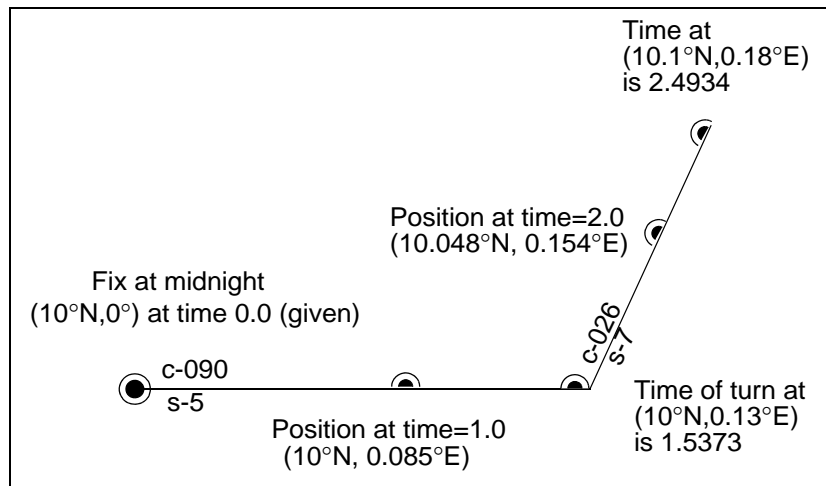 Time at
(10.1°N,0.18°E)
is 2.4934
Position at time=2.0
(10.048°N, 0.154°E)
Fix at midnight
(10°N,0°) at time 0.0 (given)
c-090
s-5
c-026
s-7
Position at time=1.0
(10°N, 0.085°E)
Time of turn at
(10°N,0.13°E)
is 1.5373